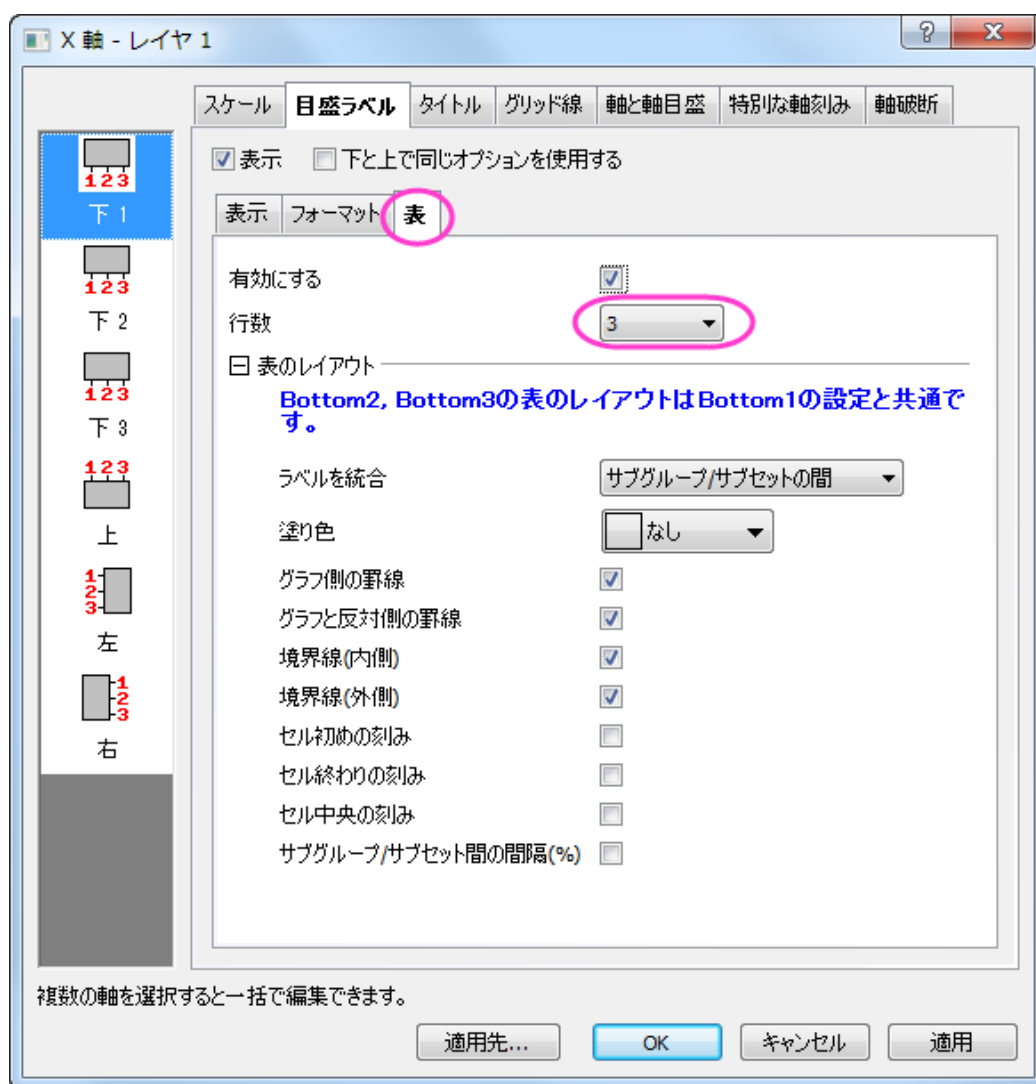 X 軸 - レイヤ 1
スケール 目盛ラベル タイトル グリッド線 軸と軸目盛 特別な軸刻み 軸破断
123
下 1
123
下 2
123
下 3
123
上
1
2
3
左
1
2
3
右
表示 下と上で同じオプションを使用する
表示 フォーマット 表
有効にする
行数 3
表のレイアウト
Bottom2, Bottom3の表のレイアウトはBottom1の設定と共通で
す。
ラベルを統合 サブグループ/サブセットの間
塗り色 なし
グラフ側の罫線
グラフと反対側の罫線
境界線(内側)
境界線(外側)
セル初めの刻み
セル終わりの刻み
セル中央の刻み
サブグループ/サブセット間の間隔(%)
複数の軸を選択すると一括で編集できます。
適用先... OK キャンセル 適用